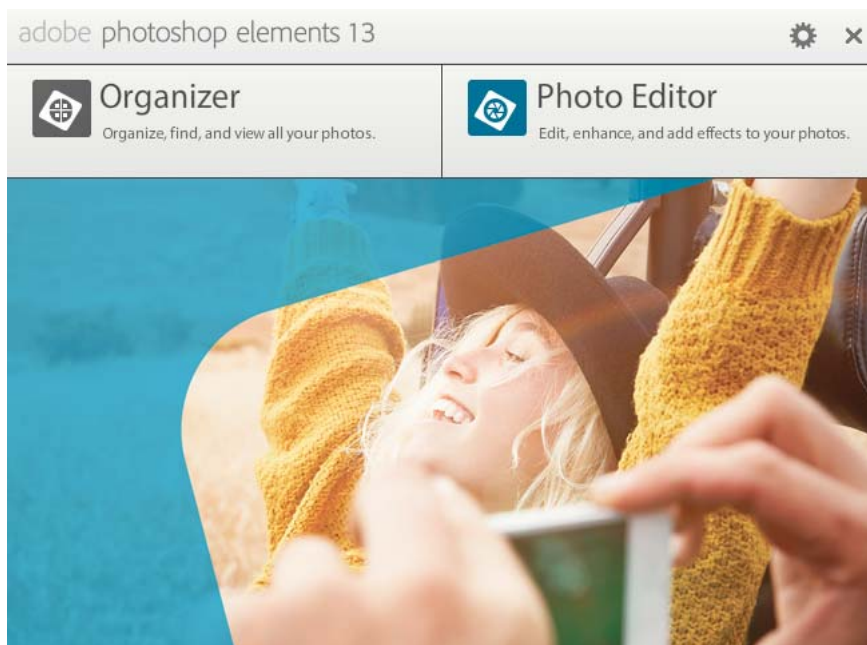 adobe photoshop elements 13
Organizer
Organize, find, and view all your photos.
Photo Editor
Edit, enhance, and add effects to your photos.